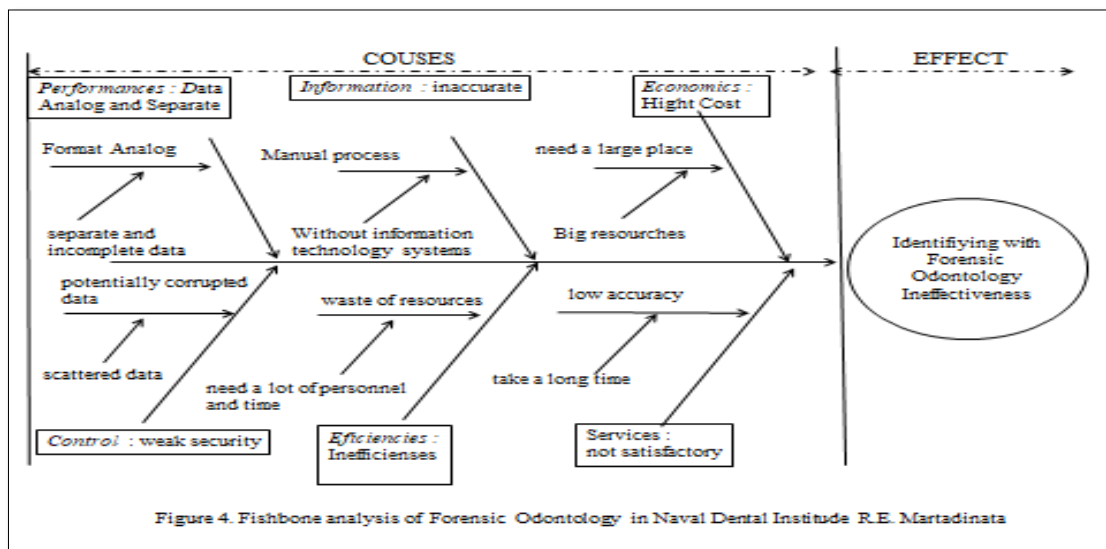 COUSES
EFFECT
Performances : Data
Analog and Separate
Information : inaccurate
Economics :
Hight Cost
Format Analog
Manual process
need a large place
separate and
incomplete data
Without information
technology systems
Big resourches
Identifiying with
Forensic
Odontology
Ineffectiveness
potentially corrupted
data
waste of resources
low accuracy
scattered data
need a lot of personnel
and time
take a long time
Control : weak security
Eficiencies :
Inefficienses
Services :
not satisfactory
Figure 4. Fishbone analysis of Forensic Odontology in Naval Dental Institude R.E. Martadinata